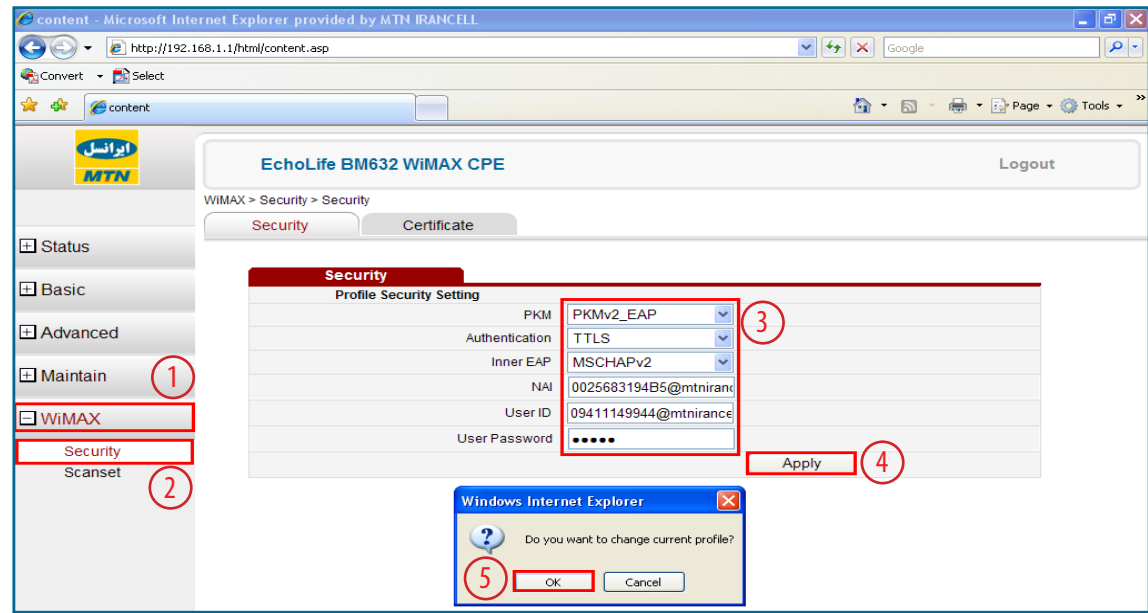 content - Microsoft Internet Explorer provided by MTN IRANCELL
http://192.168.1.1/html/content.asp
Google
Convert Select
content
Page Tools »
ایرانسل
MTN
EchoLife BM632 WiMAX CPE
Logout
WiMAX > Security > Security
Security Certificate
Status
Basic
Advanced
Maintain
1
WiMAX
Security
Scanset
2
Security
Profile Security Setting
PKM PKMv2_EAP
3
Authentication TTLS
Inner EAP MSCHAPv2
NAI 0025683194B5@mtniranc
User ID 09411149944@mtnirance
User Password •••••
Apply
4
Windows Internet Explorer
Do you want to change current profile?
5
OK Cancel